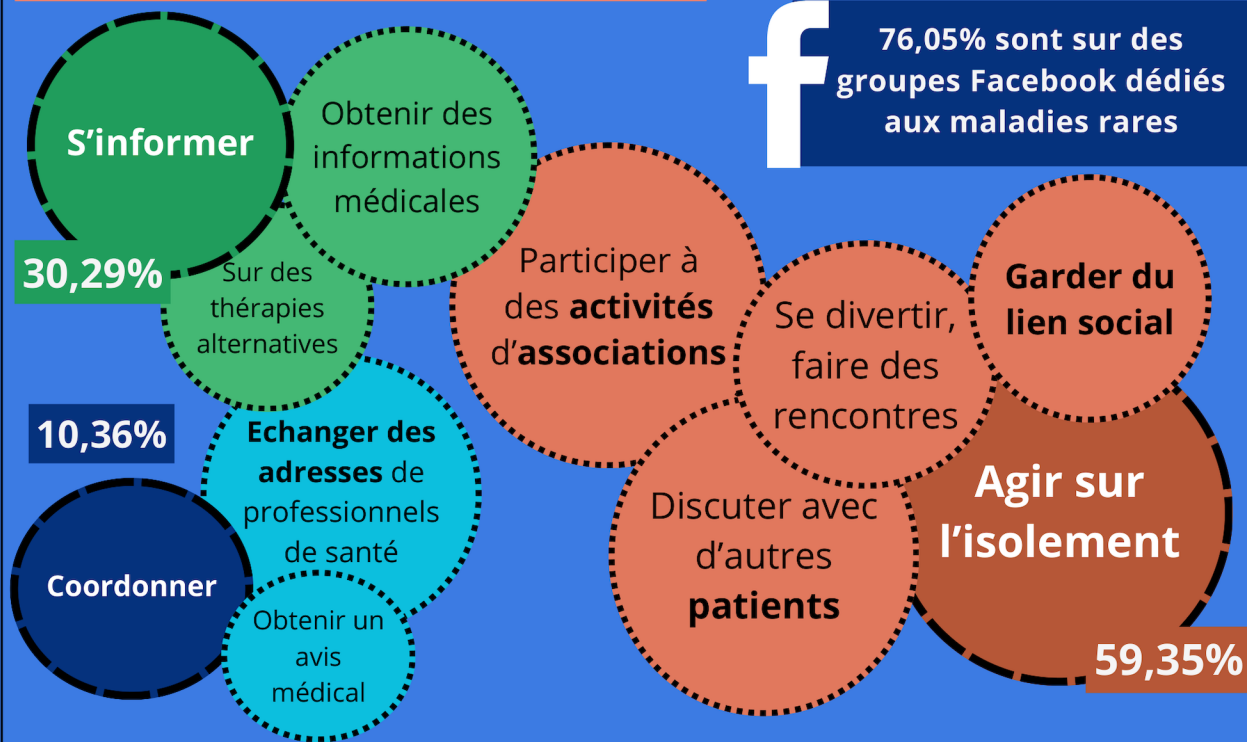 76,05% sont sur des
groupes Facebook dédiés
aux maladies rares
S’informer
30,29%
Obtenir des
informations
médicales
Sur des
thérapies
alternatives
10,36%
Coordonner
Echanger des
adresses de
professionnels
de santé
Obtenir un
avis
médical
Participer à
des activités
d’associations
Se divertir,
faire des
rencontres
Garder du
lien social
Discuter avec
d’autres
patients
Agir sur
l’isolement
59,35%